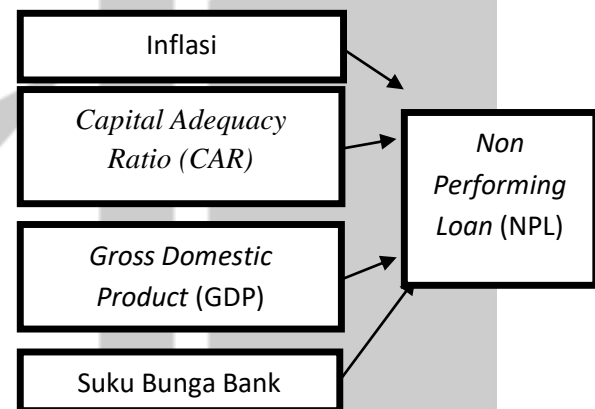 Inflasi
Capital Adequacy
Ratio (CAR)
Non
Performing
Loan (NPL)
Gross Domestic
Product (GDP)
Suku Bunga Bank